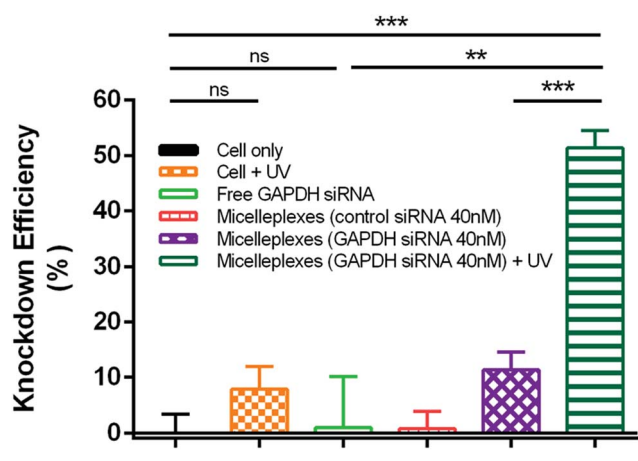 ***
ns
**
ns
***
Knockdown Efficiency
(%)
60
50
40
30
20
10
0
Cell only
Cell + UV
Free GAPDH siRNA
Micelleplexes (control siRNA 40nM)
Micelleplexes (GAPDH siRNA 40nM)
Micelleplexes (GAPDH siRNA 40nM) + UV